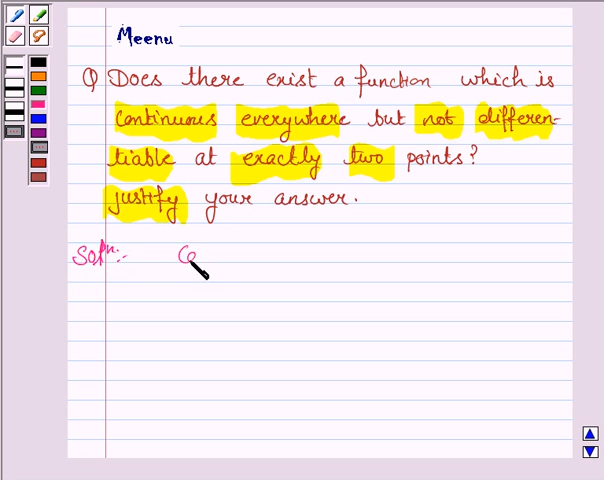 Meenu
Q Does there exist a function which is
continuous everywhere but not differen-
tiable at exactly two points?
justify your answer.
Solⁿ:-